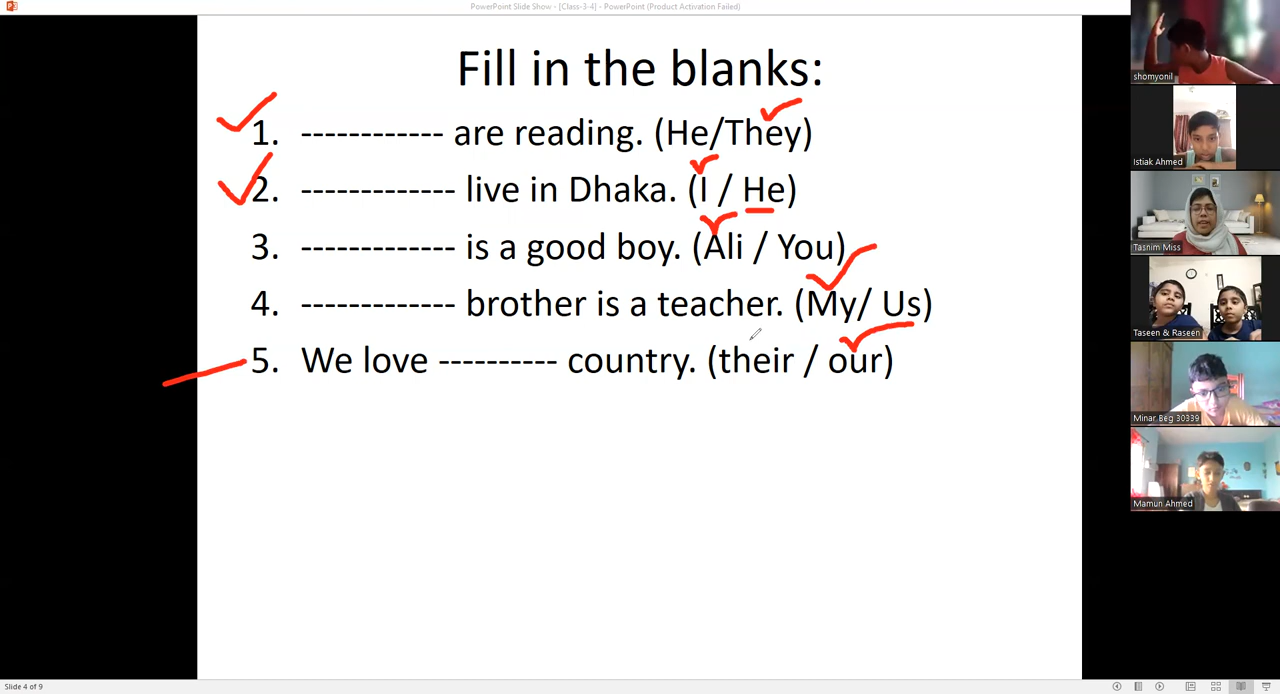 PowerPoint Slide Show - [Class-3-4] - PowerPoint (Product Activation Failed)
Fill in the blanks:
1. ------------ are reading. (He/They)
2. ------------- live in Dhaka. (I / He)
3. ------------- is a good boy. (Ali / You)
4. ------------- brother is a teacher. (My/ Us)
5. We love ---------- country. (their / our)
shomyonil
Istiak Ahmed
Tasnim Miss
Taseen & Raseen
Minar Beg 30339
Mamun Ahmed
Slide 4 of 9